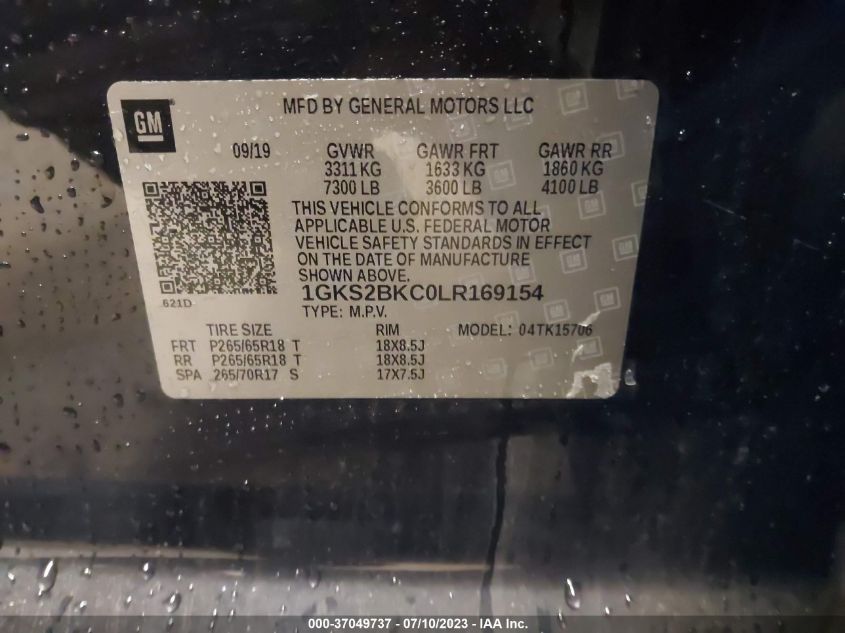 GM
MFD BY GENERAL MOTORS LLC
09/19 GVWR GAWR FRT GAWR RR
3311 KG 1633 KG 1860 KG
7300 LB 3600 LB 4100 LB
THIS VEHICLE CONFORMS TO ALL
APPLICABLE U.S. FEDERAL MOTOR
VEHICLE SAFETY STANDARDS IN EFFECT
ON THE DATE OF MANUFACTURE
SHOWN ABOVE.
621D
1GKS2BKC0LR169154
TYPE: M.P.V.
TIRE SIZE RIM MODEL: 04TK15706
FRT P265/65R18 T 18X8.5J
RR P265/65R18 T 18X8.5J
SPA 265/70R17 S 17X7.5J
000-37049737 - 07/10/2023 - © IAA Inc.